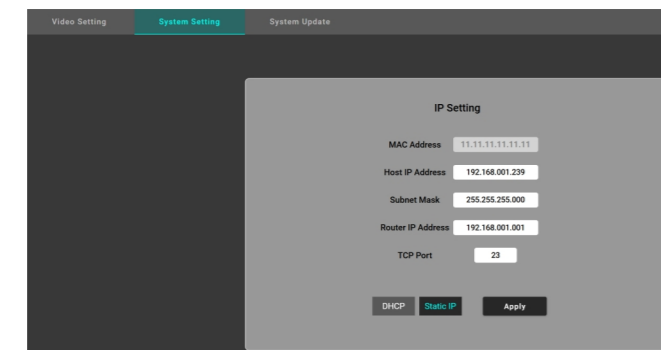 Video Setting System Setting System Update
IP Setting
MAC Address 11.11.11.11.11.11
Host IP Address 192.168.001.239
Subnet Mask 255.255.255.000
Router IP Address 192.168.001.001
TCP Port 23
DHCP Static IP Apply